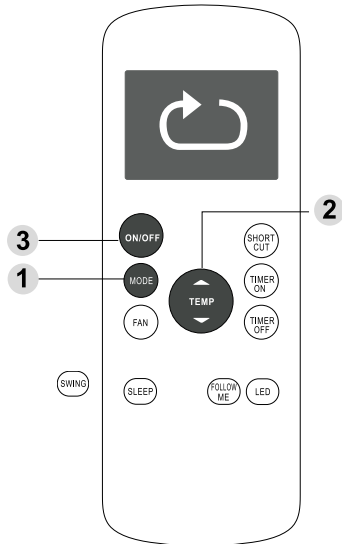 2
3
ON/OFF
SHORT
CUT
1
MODE
TEMP
TIMER
ON
FAN
TIMER
OFF
SWING
SLEEP
FOLLOW
ME
LED